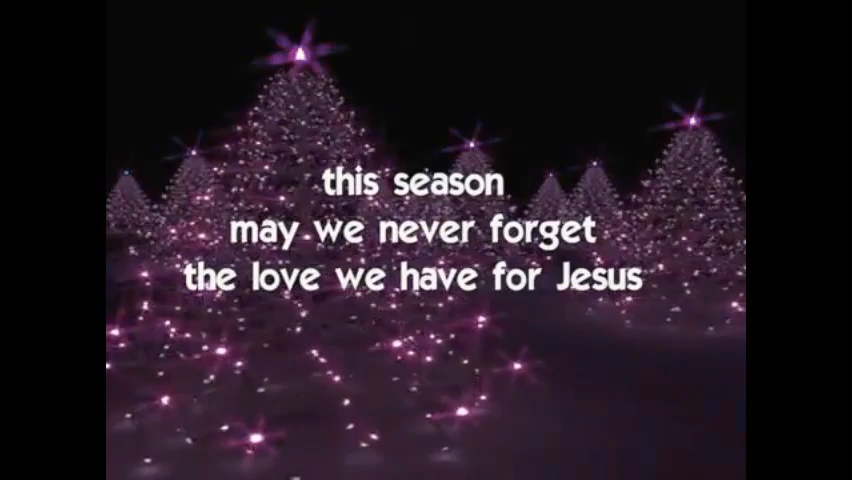 this season
may we never forget
the love we have for Jesus